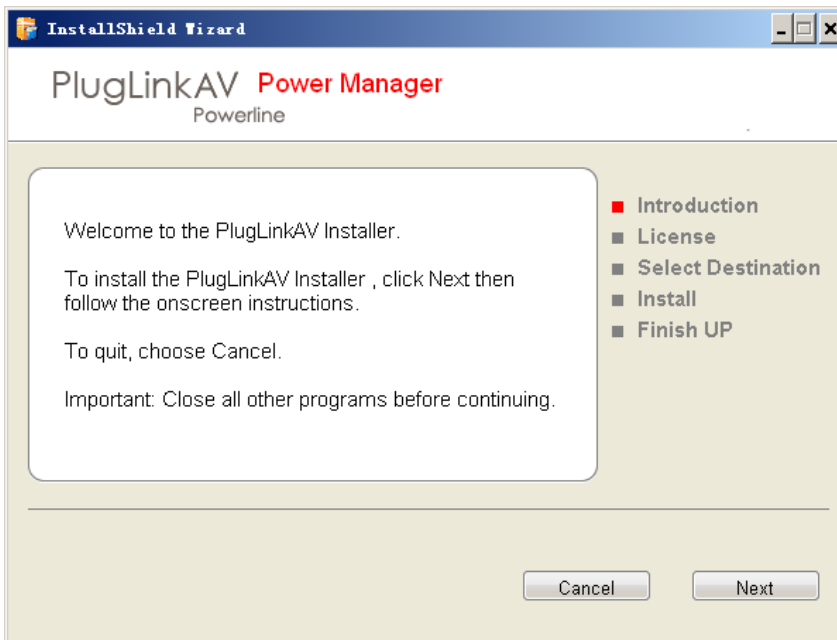 InstallShield Wizard
PlugLinkAV Power Manager
Powerline
Welcome to the PlugLinkAV Installer.
To install the PlugLinkAV Installer , click Next then
follow the onscreen instructions.
To quit, choose Cancel.
Important: Close all other programs before continuing.
Introduction
License
Select Destination
Install
Finish UP
Cancel
Next